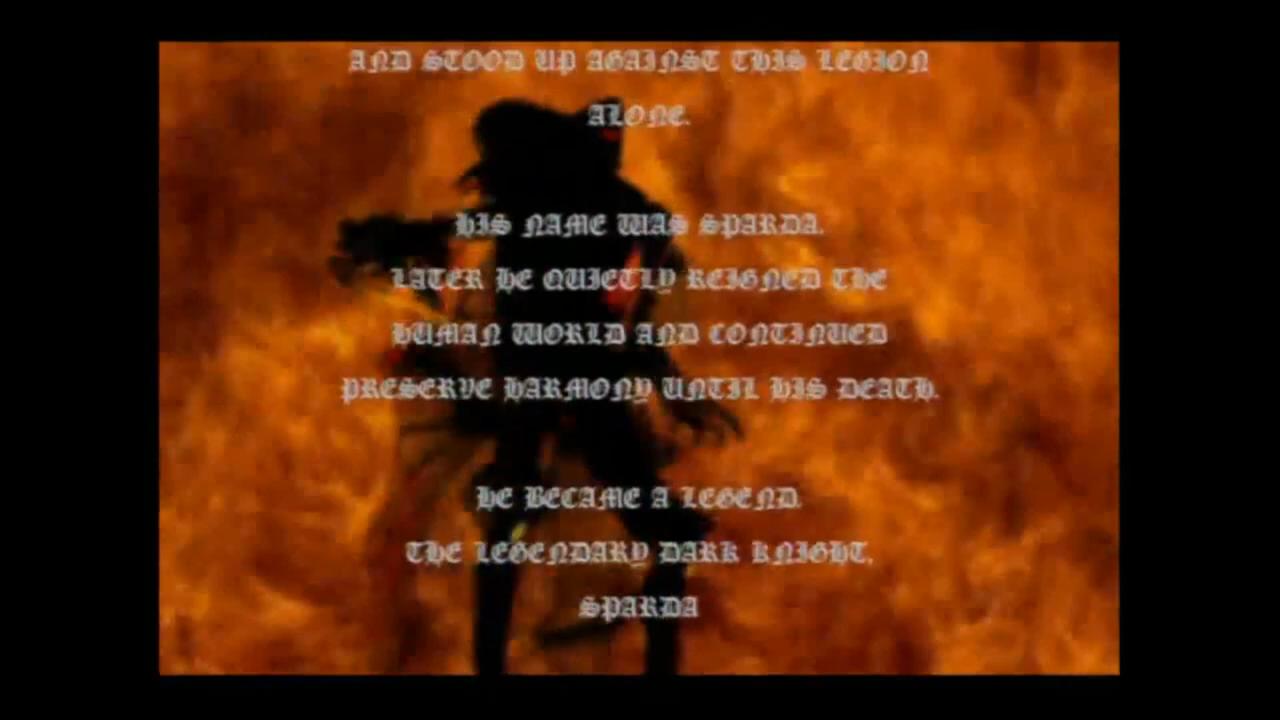 AND STOOD UP AGAINST THIS LEGION
ALONE.
HIS NAME WAS SPARDA.
LATER HE QUIETLY REIGNED THE
HUMAN WORLD AND CONTINUED
PRESERVE HARMONY UNTIL HIS DEATH.
HE BECAME A LEGEND.
THE LEGENDARY DARK KNIGHT,
SPARDA